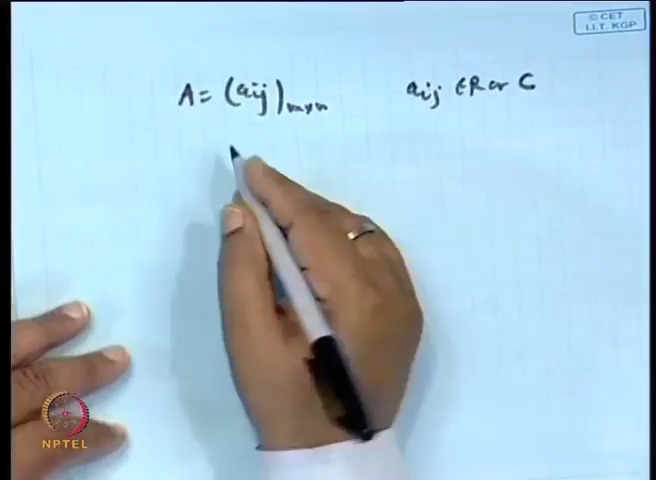 © CET
I.I.T. KGP
A = (aij)m×n aij ∈ R or C
NPTEL